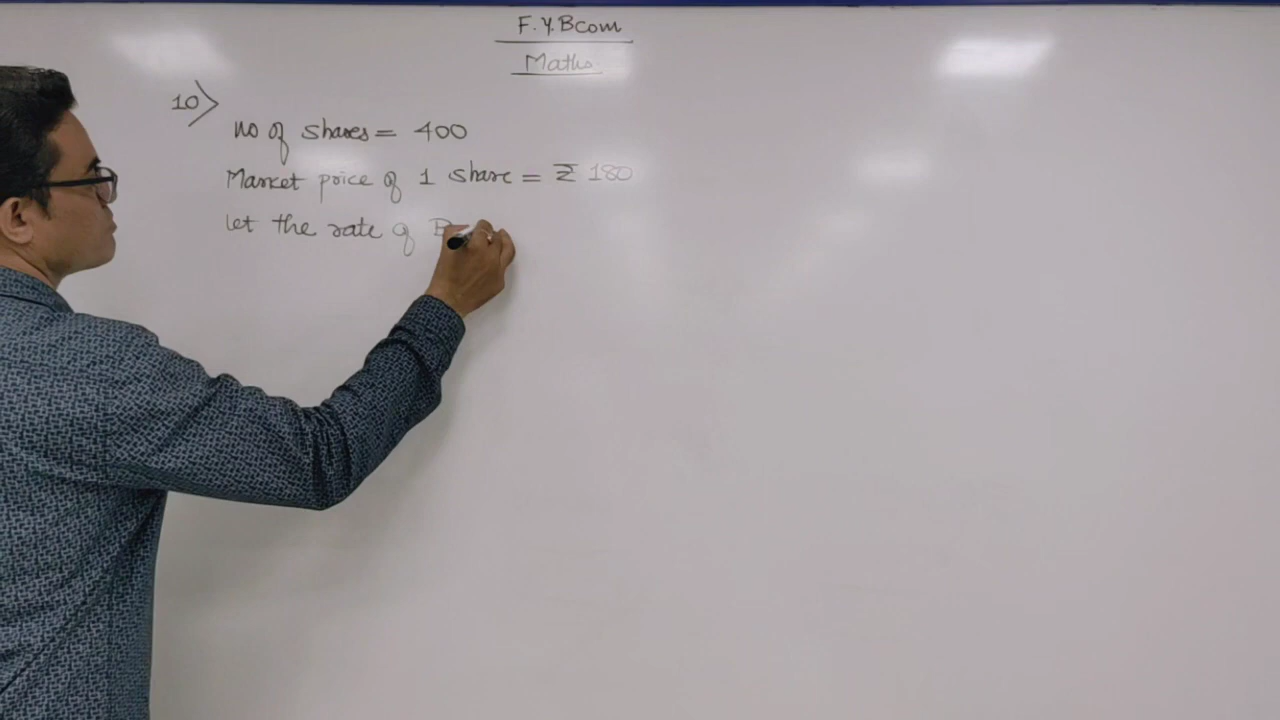 F.Y.Bcom
Maths
10>
no of shares = 400
Market price of 1 share = ₹ 180
let the rate of B